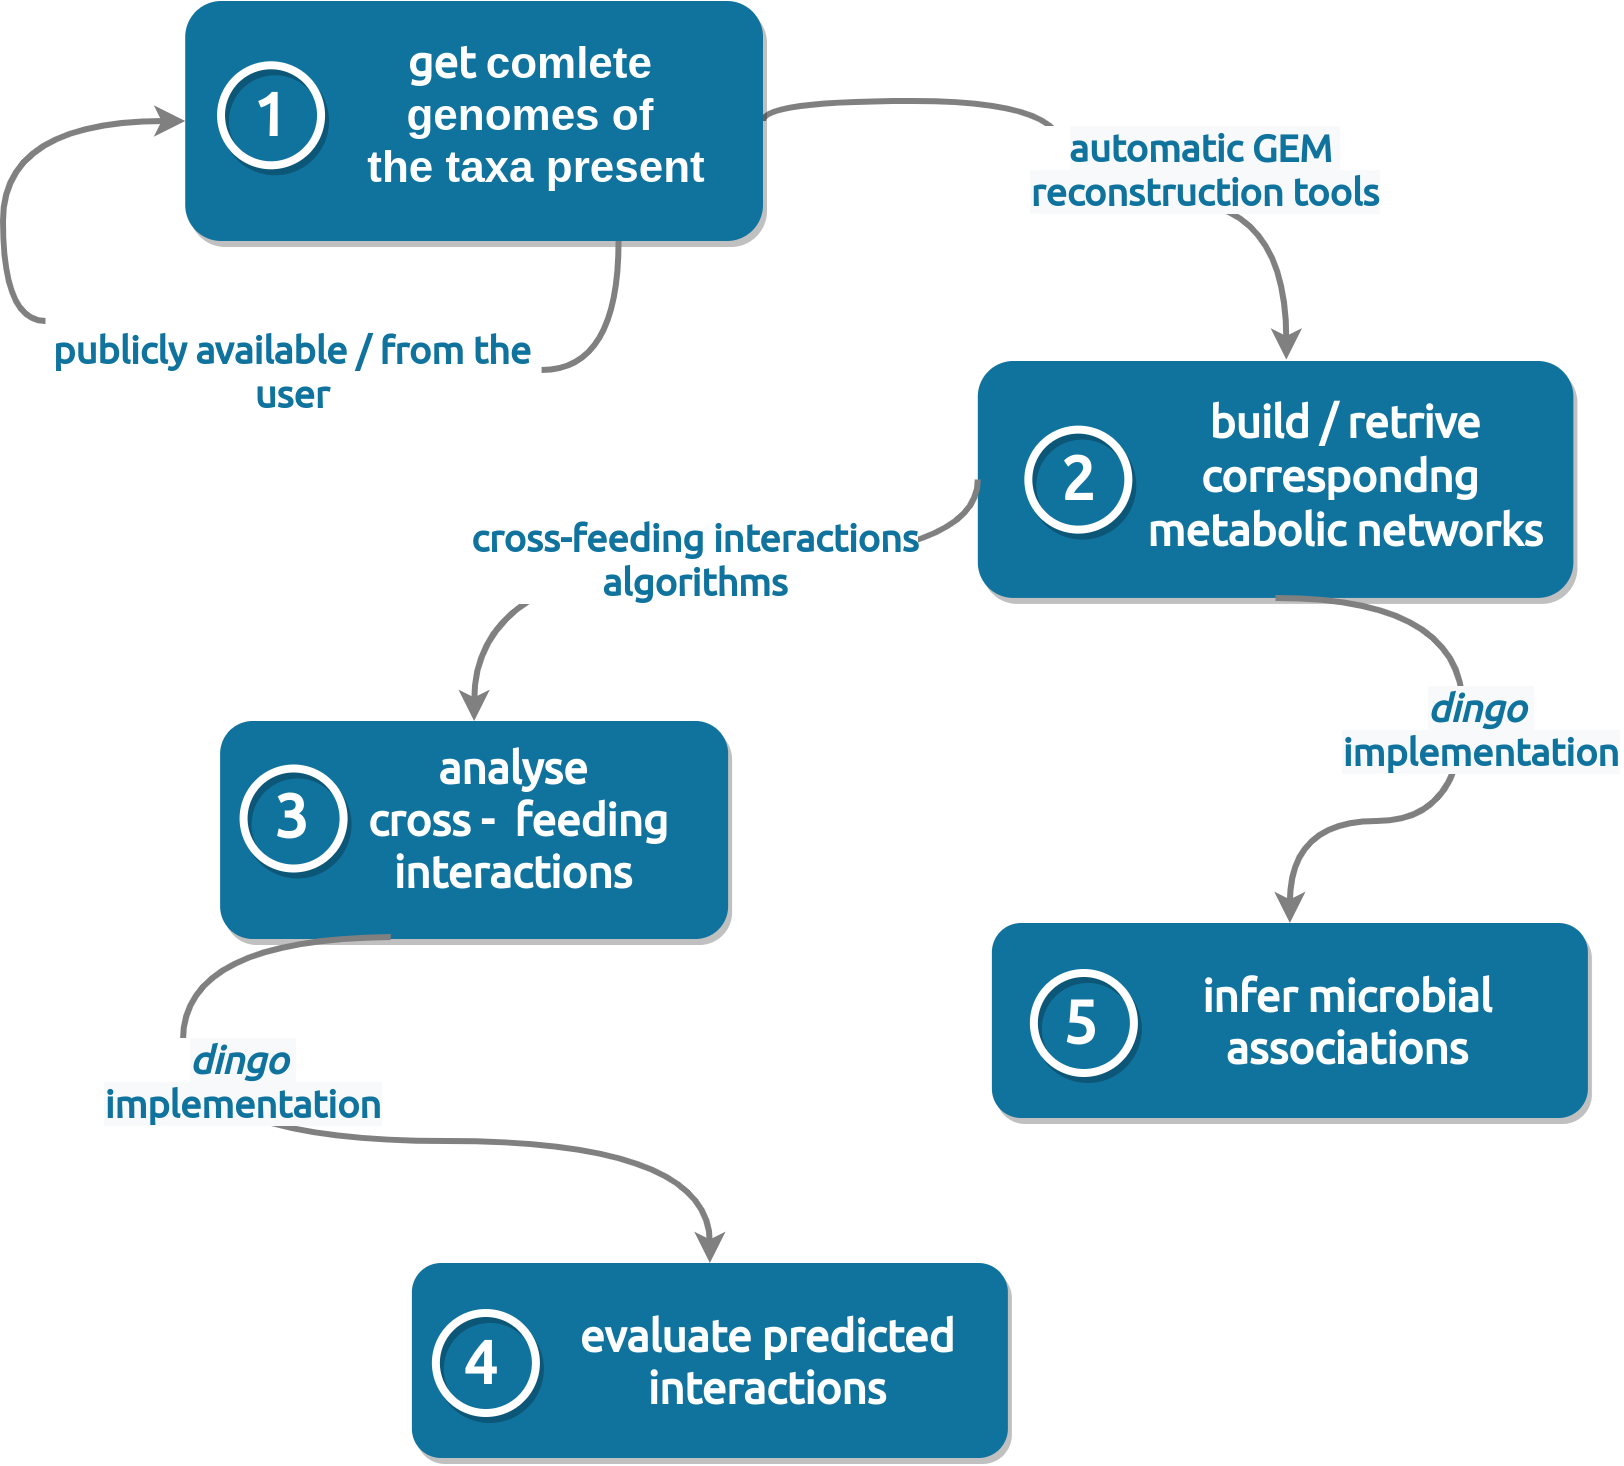 1
get comlete
genomes of
the taxa present
automatic GEM
reconstruction tools
publicly available / from the
user
2
build / retrive
correspondng
metabolic networks
cross-feeding interactions
algorithms
dingo
implementation
3
analyse
cross - feeding
interactions
5
infer microbial
associations
dingo
implementation
4
evaluate predicted
interactions